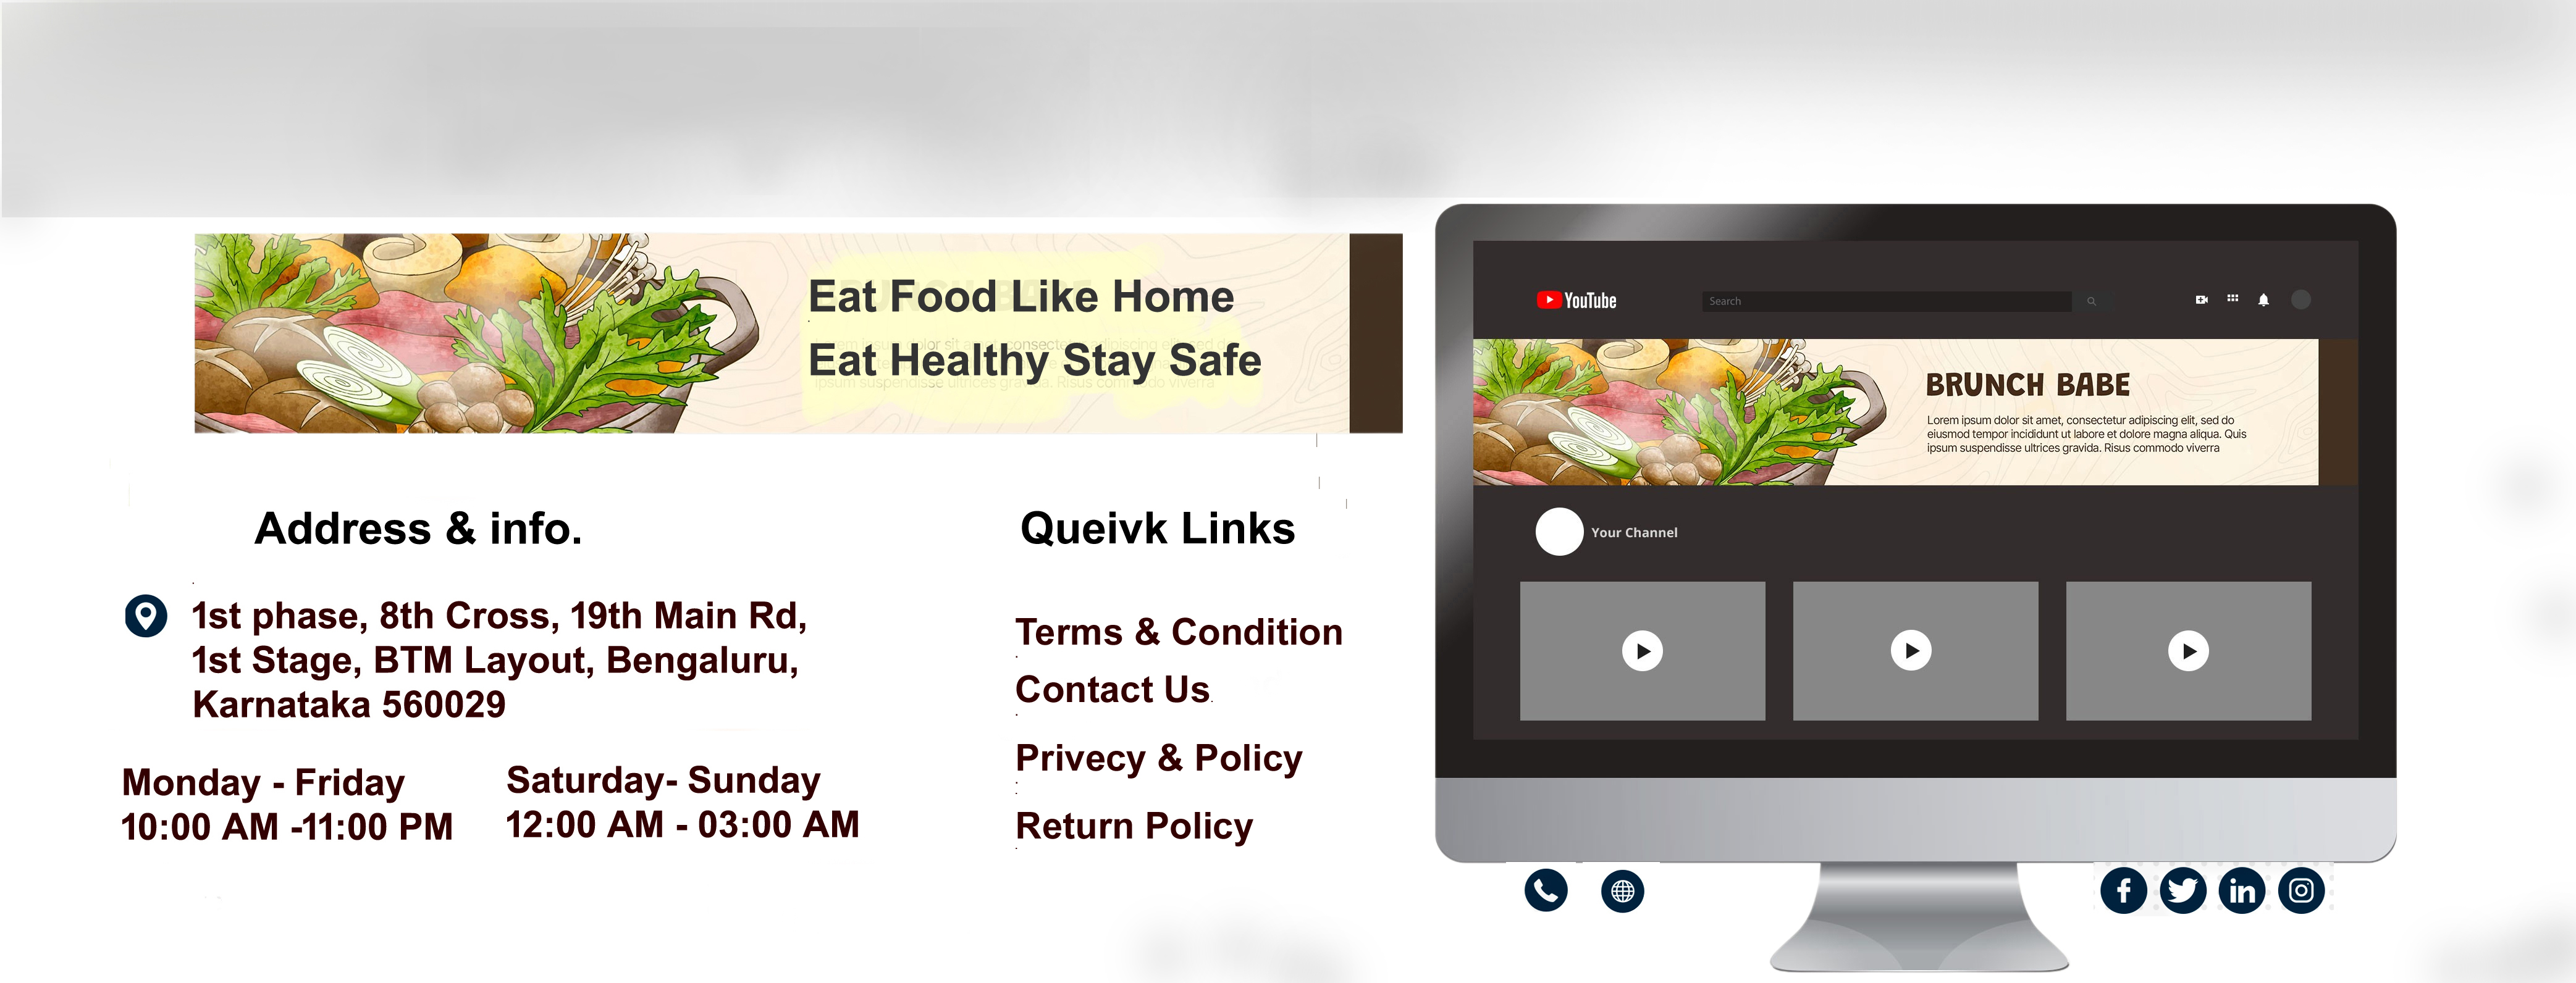 Eat Food Like Home
Eat Healthy Stay Safe
Address & info.
1st phase, 8th Cross, 19th Main Rd,
1st Stage, BTM Layout, Bengaluru,
Karnataka 560029
Monday - Friday
10:00 AM -11:00 PM
Saturday- Sunday
12:00 AM - 03:00 AM
Queivk Links
Terms & Condition
Contact Us
Privecy & Policy
Return Policy
YouTube
Search
BRUNCH BABE
Lorem ipsum dolor sit amet, consectetur adipiscing elit, sed do
eiusmod tempor incididunt ut labore et dolore magna aliqua. Quis
ipsum suspendisse ultrices gravida. Risus commodo viverra
Your Channel